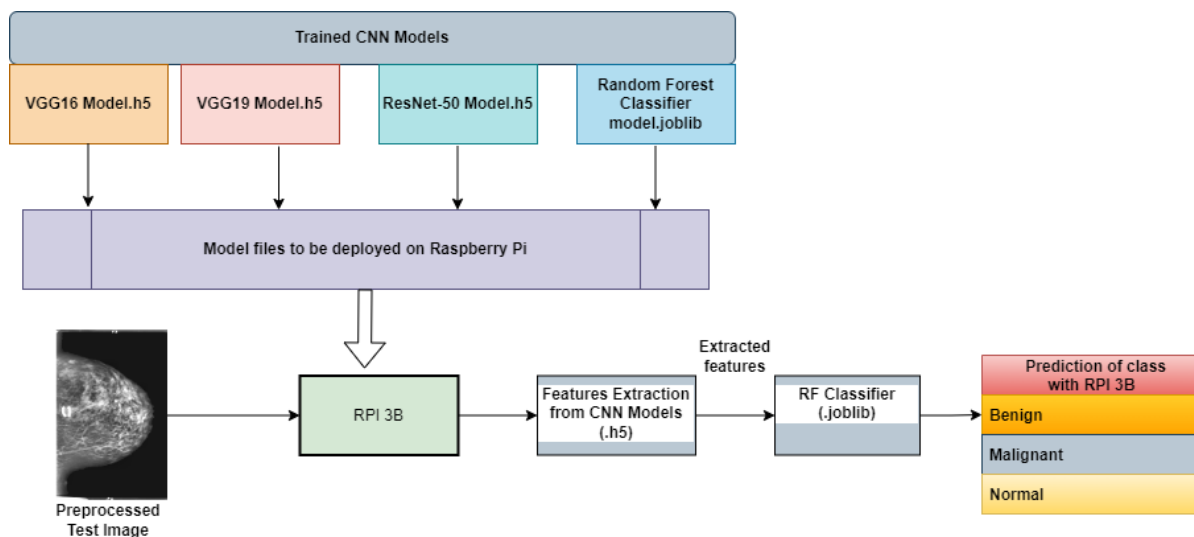 Trained CNN Models
VGG16 Model.h5
VGG19 Model.h5
ResNet-50 Model.h5
Random Forest
Classifier
model.joblib
Model files to be deployed on Raspberry Pi
Preprocessed
Test Image
RPI 3B
Features Extraction
from CNN Models
(.h5)
Extracted
features
RF Classifier
(.joblib)
Prediction of class
with RPI 3B
Benign
Malignant
Normal